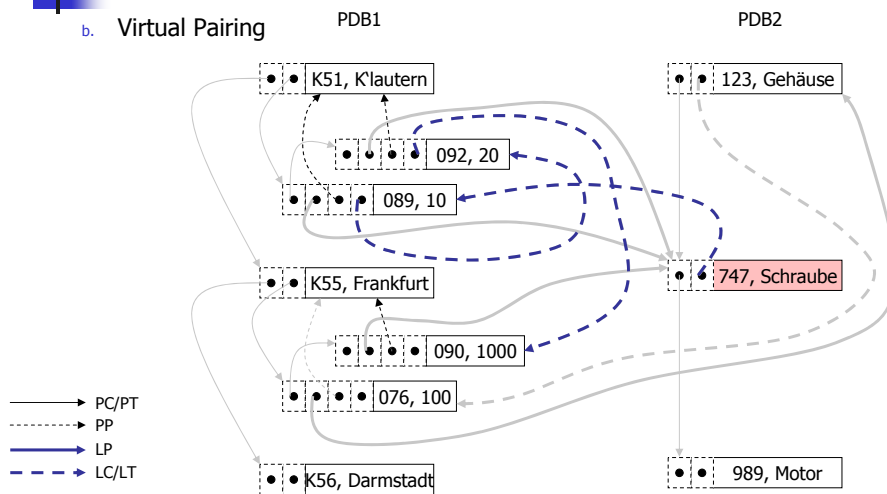 b. Virtual Pairing
PDB1
PDB2
K51, K'lautern
123, Gehäuse
092, 20
089, 10
K55, Frankfurt
747, Schraube
090, 1000
076, 100
PC/PT
PP
LP
LC/LT
K56, Darmstadt
989, Motor